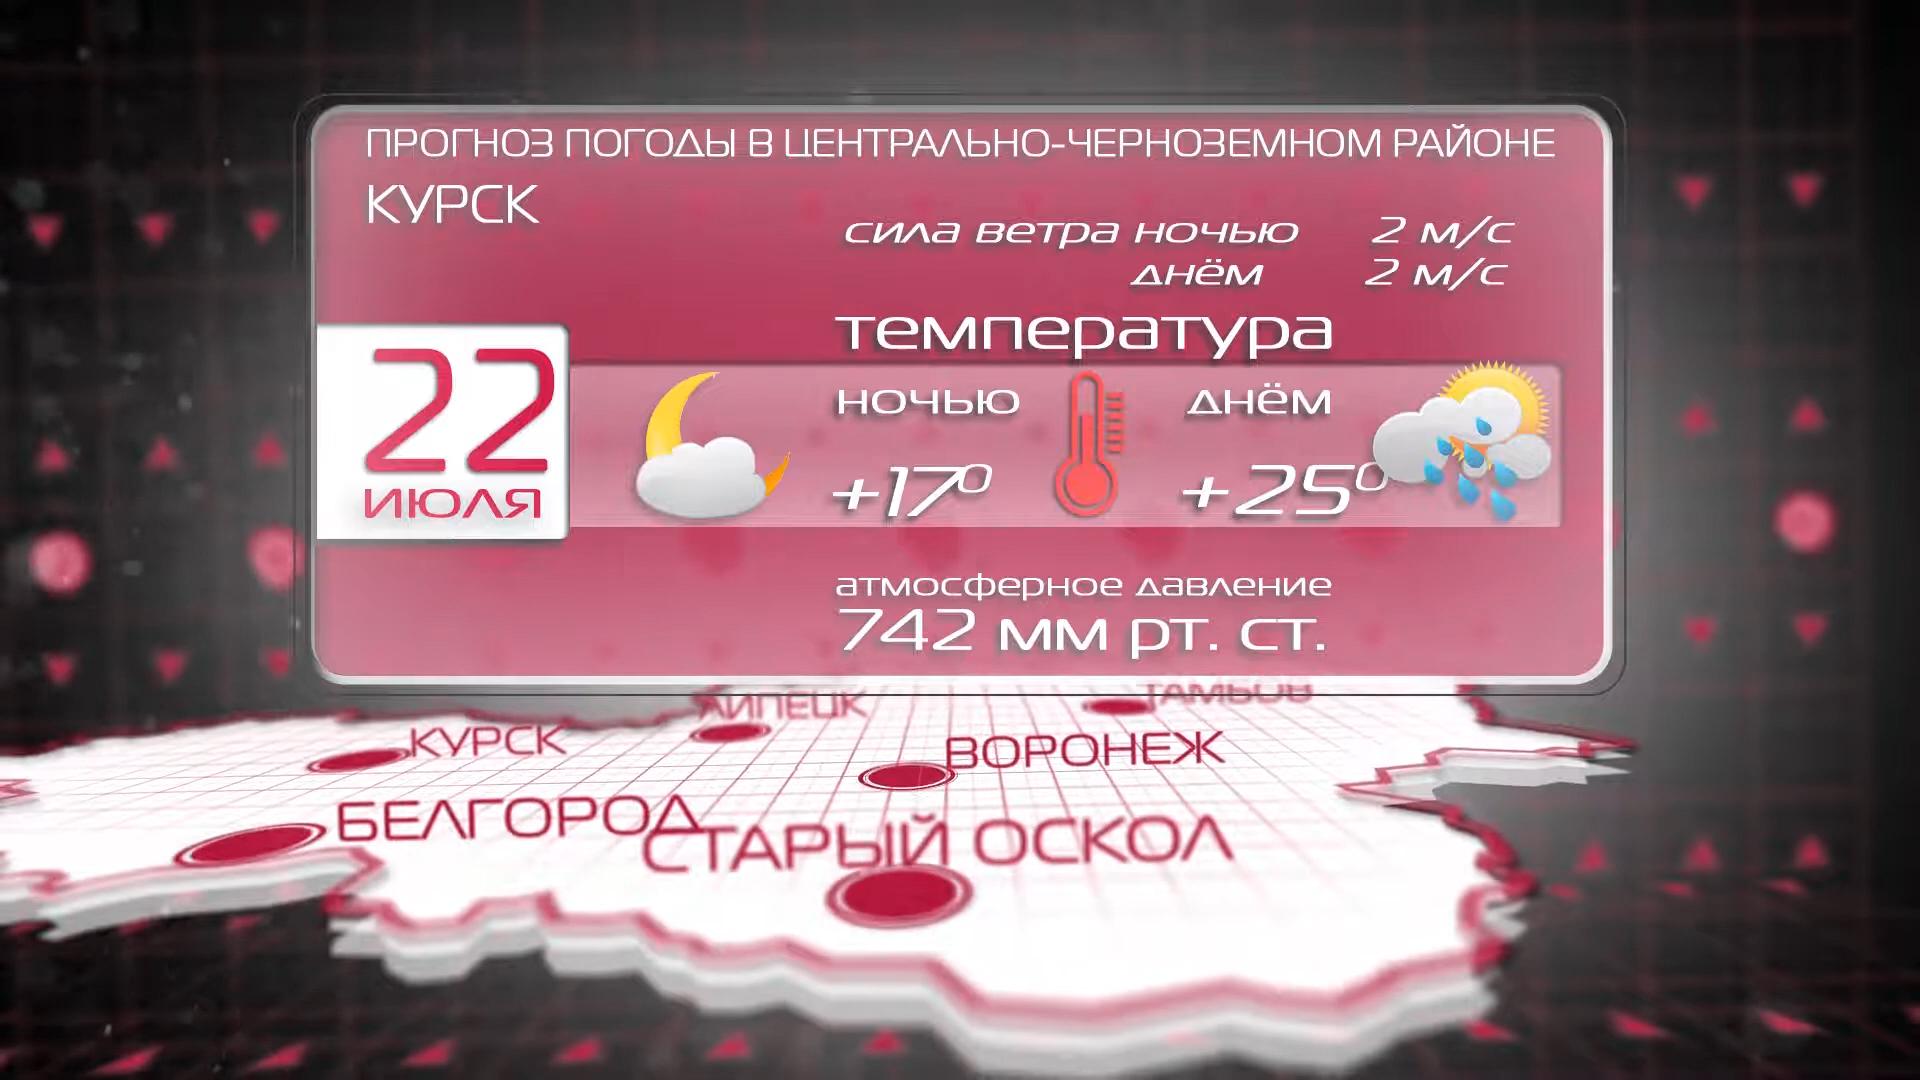 ПРОГНОЗ ПОГОДЫ В ЦЕНТРАЛЬНО-ЧЕРНОЗЕМНОМ РАЙОНЕ
КУРСК
сила ветра ночью 2 м/с
днём 2 м/с
температура
22
ИЮЛЯ
ночью днём
+17⁰ +25⁰
атмосферное давление
742 мм рт. ст.
ЛИПЕЦК ТАМБОВ
КУРСК ВОРОНЕЖ
БЕЛГОРОД
СТАРЫЙ ОСКОЛ